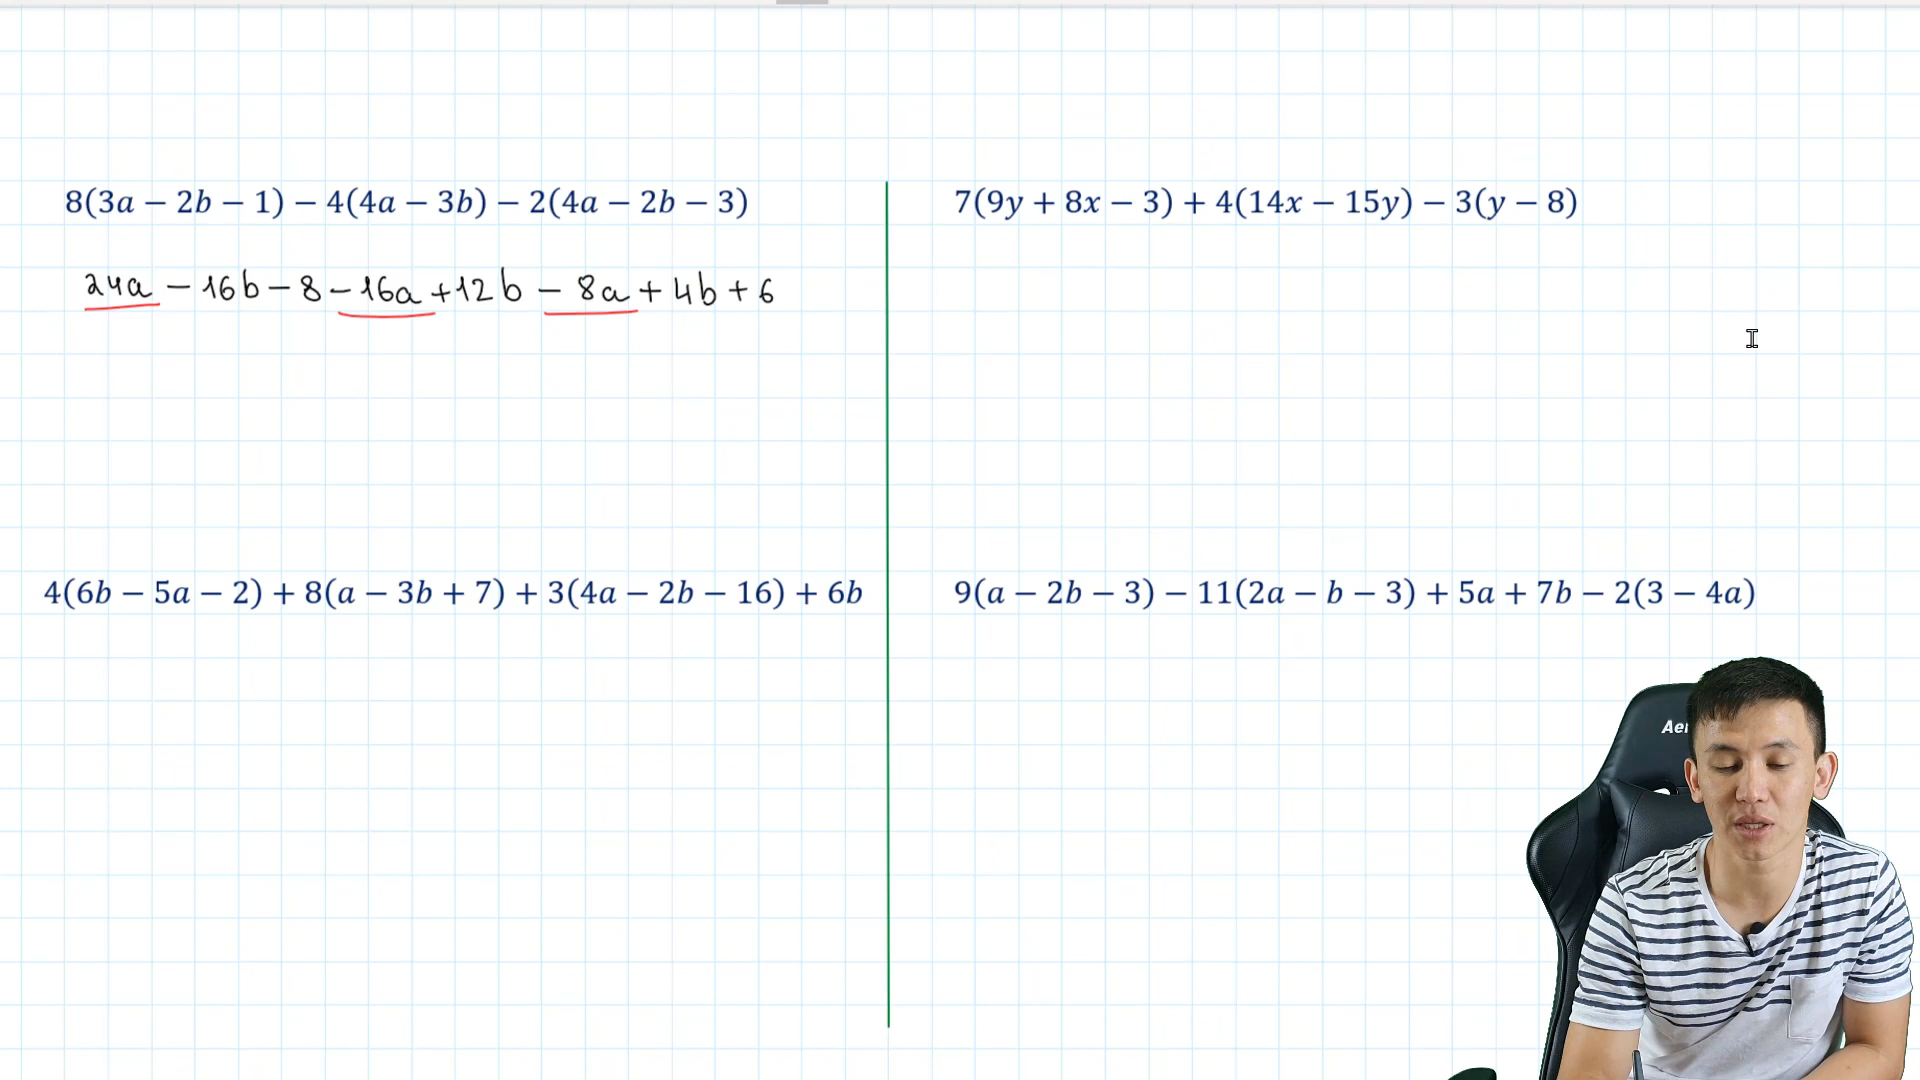 8(3a − 2b − 1) − 4(4a − 3b) − 2(4a − 2b − 3)
24a − 16b − 8 − 16a + 12b − 8a + 4b + 6
7(9y + 8x − 3) + 4(14x − 15y) − 3(y − 8)
4(6b − 5a − 2) + 8(a − 3b + 7) + 3(4a − 2b − 16) + 6b
9(a − 2b − 3) − 11(2a − b − 3) + 5a + 7b − 2(3 − 4a)